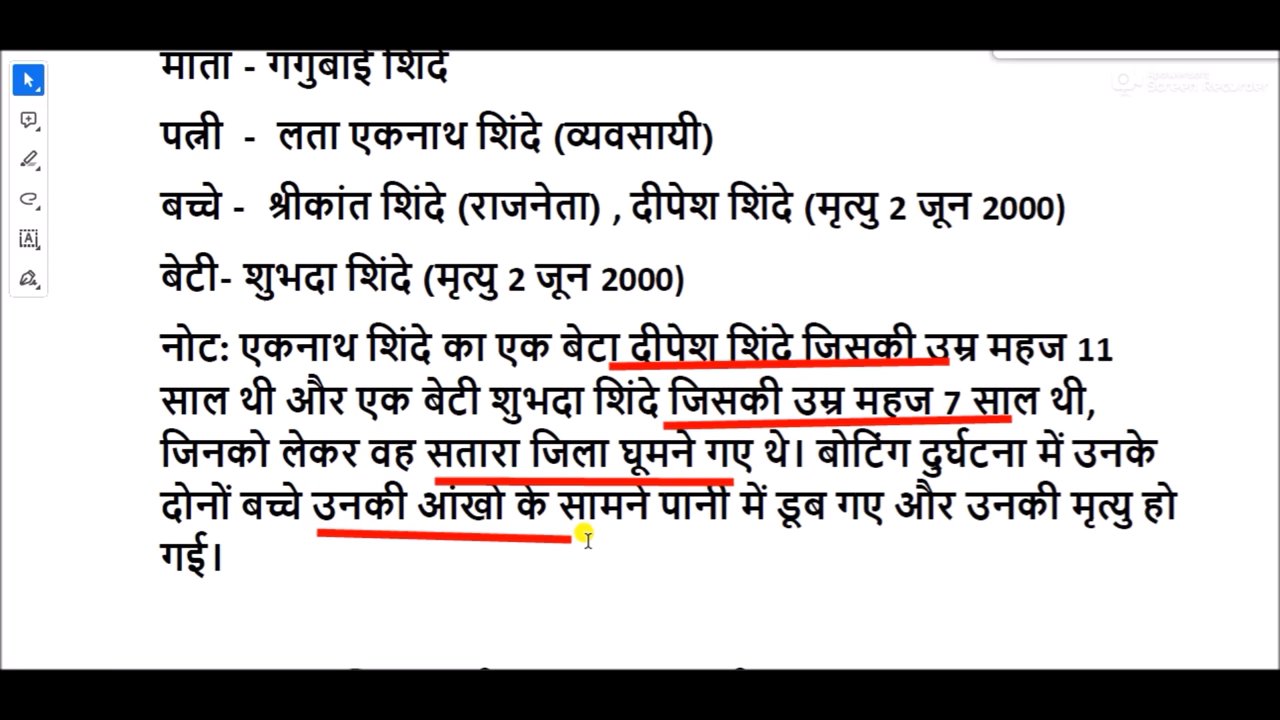 माता - गंगुबाई शिंदे
पत्नी - लता एकनाथ शिंदे (व्यवसायी)
बच्चे - श्रीकांत शिंदे (राजनेता) , दीपेश शिंदे (मृत्यु 2 जून 2000)
बेटी- शुभदा शिंदे (मृत्यु 2 जून 2000)
नोट: एकनाथ शिंदे का एक बेटा दीपेश शिंदे जिसकी उम्र महज 11
साल थी और एक बेटी शुभदा शिंदे जिसकी उम्र महज 7 साल थी,
जिनको लेकर वह सतारा जिला घूमने गए थे। बोटिंग दुर्घटना में उनके
दोनों बच्चे उनकी आंखो के सामने पानी में डूब गए और उनकी मृत्यु हो
गई।
Screen Recorder